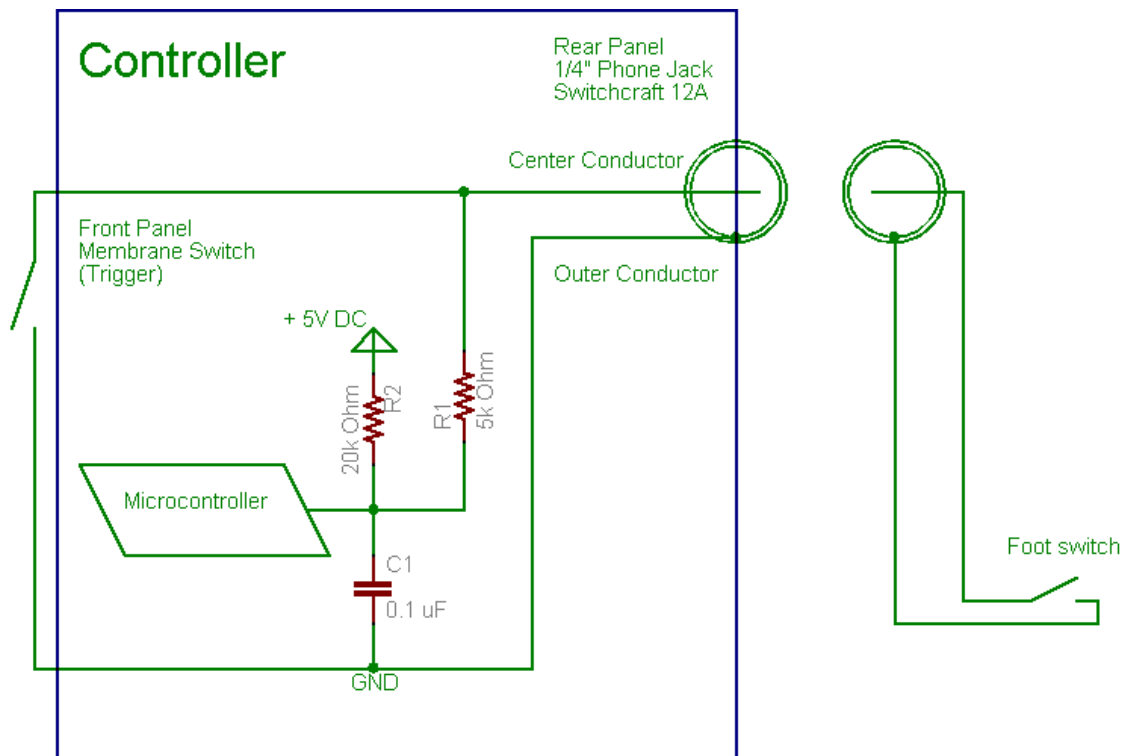 Controller
Rear Panel
1/4" Phone Jack
Switchcraft 12A
Center Conductor
Front Panel
Membrane Switch
(Trigger)
Outer Conductor
+ 5V DC
R2
20k Ohm
R1
5k Ohm
Microcontroller
C1
0.1 uF
GND
Foot switch